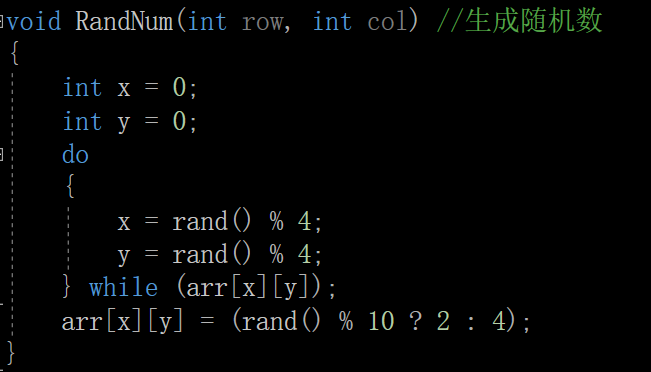 void RandNum(int row, int col) //生成随机数
{
    int x = 0;
    int y = 0;
    do
    {
        x = rand() % 4;
        y = rand() % 4;
    } while (arr[x][y]);
    arr[x][y] = (rand() % 10 ? 2 : 4);
}